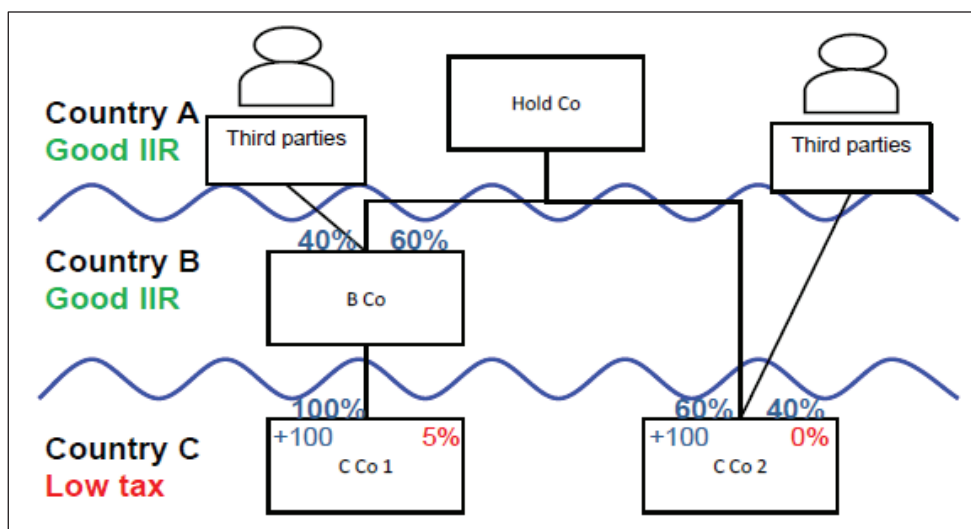 Country A
Good IIR
Third parties
Hold Co
Third parties
40% 60%
Country B
Good IIR
B Co
100%
+100 5%
C Co 1
60% 40%
+100 0%
C Co 2
Country C
Low tax